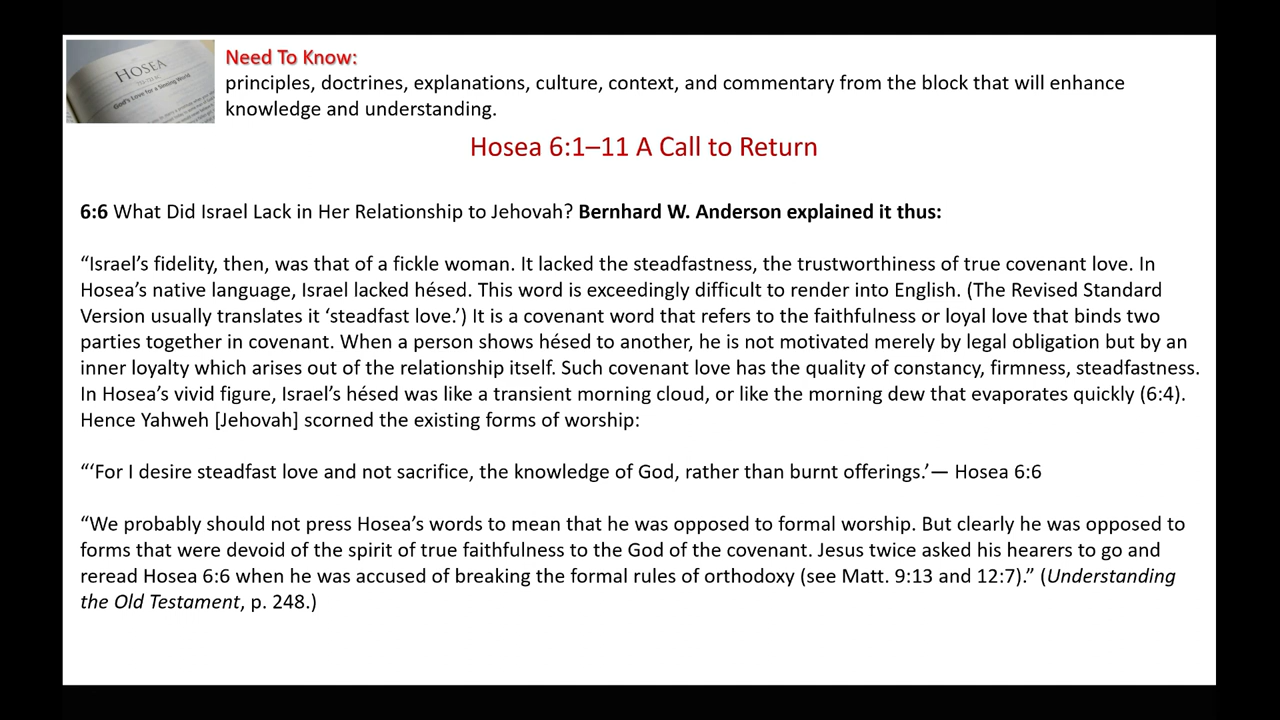 HOSEA
God's Love for a Sinning World
Need To Know:
principles, doctrines, explanations, culture, context, and commentary from the block that will enhance
knowledge and understanding.
Hosea 6:1–11 A Call to Return
6:6 What Did Israel Lack in Her Relationship to Jehovah? Bernhard W. Anderson explained it thus:
“Israel’s fidelity, then, was that of a fickle woman. It lacked the steadfastness, the trustworthiness of true covenant love. In
Hosea’s native language, Israel lacked hésed. This word is exceedingly difficult to render into English. (The Revised Standard
Version usually translates it ‘steadfast love.’) It is a covenant word that refers to the faithfulness or loyal love that binds two
parties together in covenant. When a person shows hésed to another, he is not motivated merely by legal obligation but by an
inner loyalty which arises out of the relationship itself. Such covenant love has the quality of constancy, firmness, steadfastness.
In Hosea’s vivid figure, Israel’s hésed was like a transient morning cloud, or like the morning dew that evaporates quickly (6:4).
Hence Yahweh [Jehovah] scorned the existing forms of worship:
“‘For I desire steadfast love and not sacrifice, the knowledge of God, rather than burnt offerings.’— Hosea 6:6
“We probably should not press Hosea’s words to mean that he was opposed to formal worship. But clearly he was opposed to
forms that were devoid of the spirit of true faithfulness to the God of the covenant. Jesus twice asked his hearers to go and
reread Hosea 6:6 when he was accused of breaking the formal rules of orthodoxy (see Matt. 9:13 and 12:7).” (Understanding
the Old Testament, p. 248.)